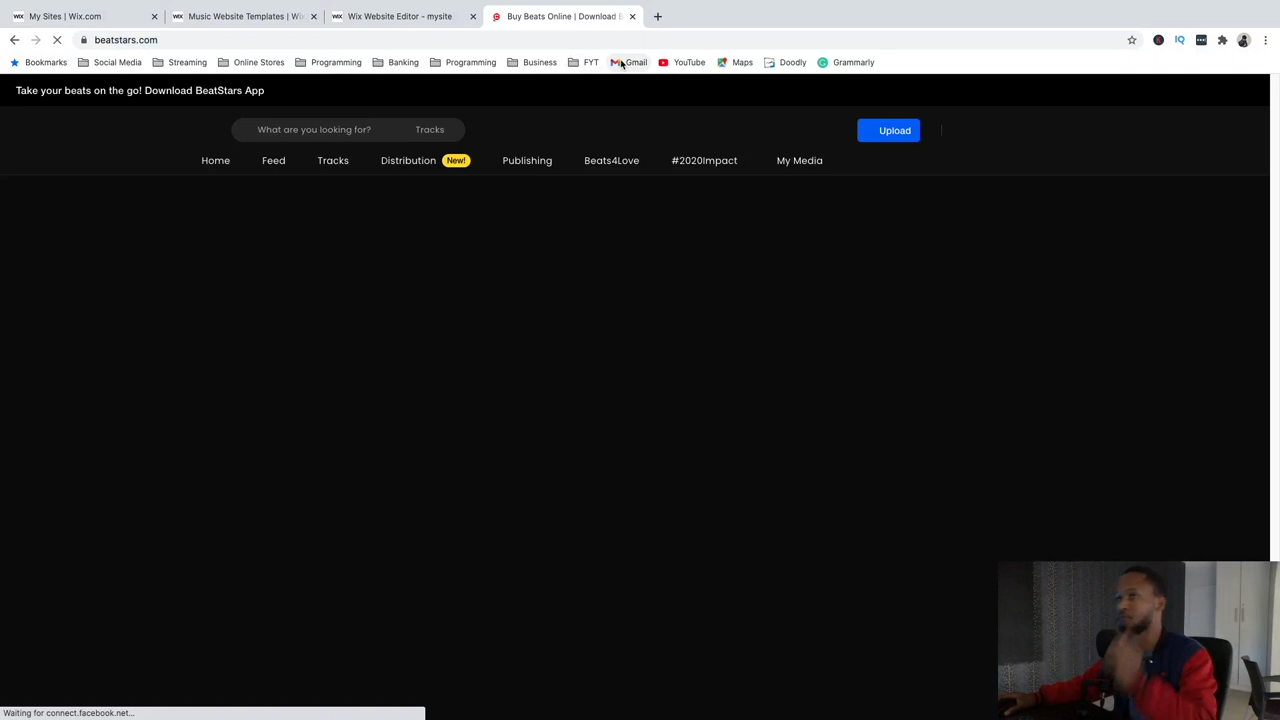 My Sites | Wix.com
Music Website Templates | Wi
Wix Website Editor - mysite
Buy Beats Online | Download B
beatstars.com
Bookmarks Social Media Streaming Online Stores Programming Banking Programming Business FYT Gmail YouTube Maps Doodly Grammarly
Take your beats on the go! Download BeatStars App
What are you looking for? Tracks Upload
Home Feed Tracks Distribution New! Publishing Beats4Love #2020Impact My Media
Waiting for connect.facebook.net...